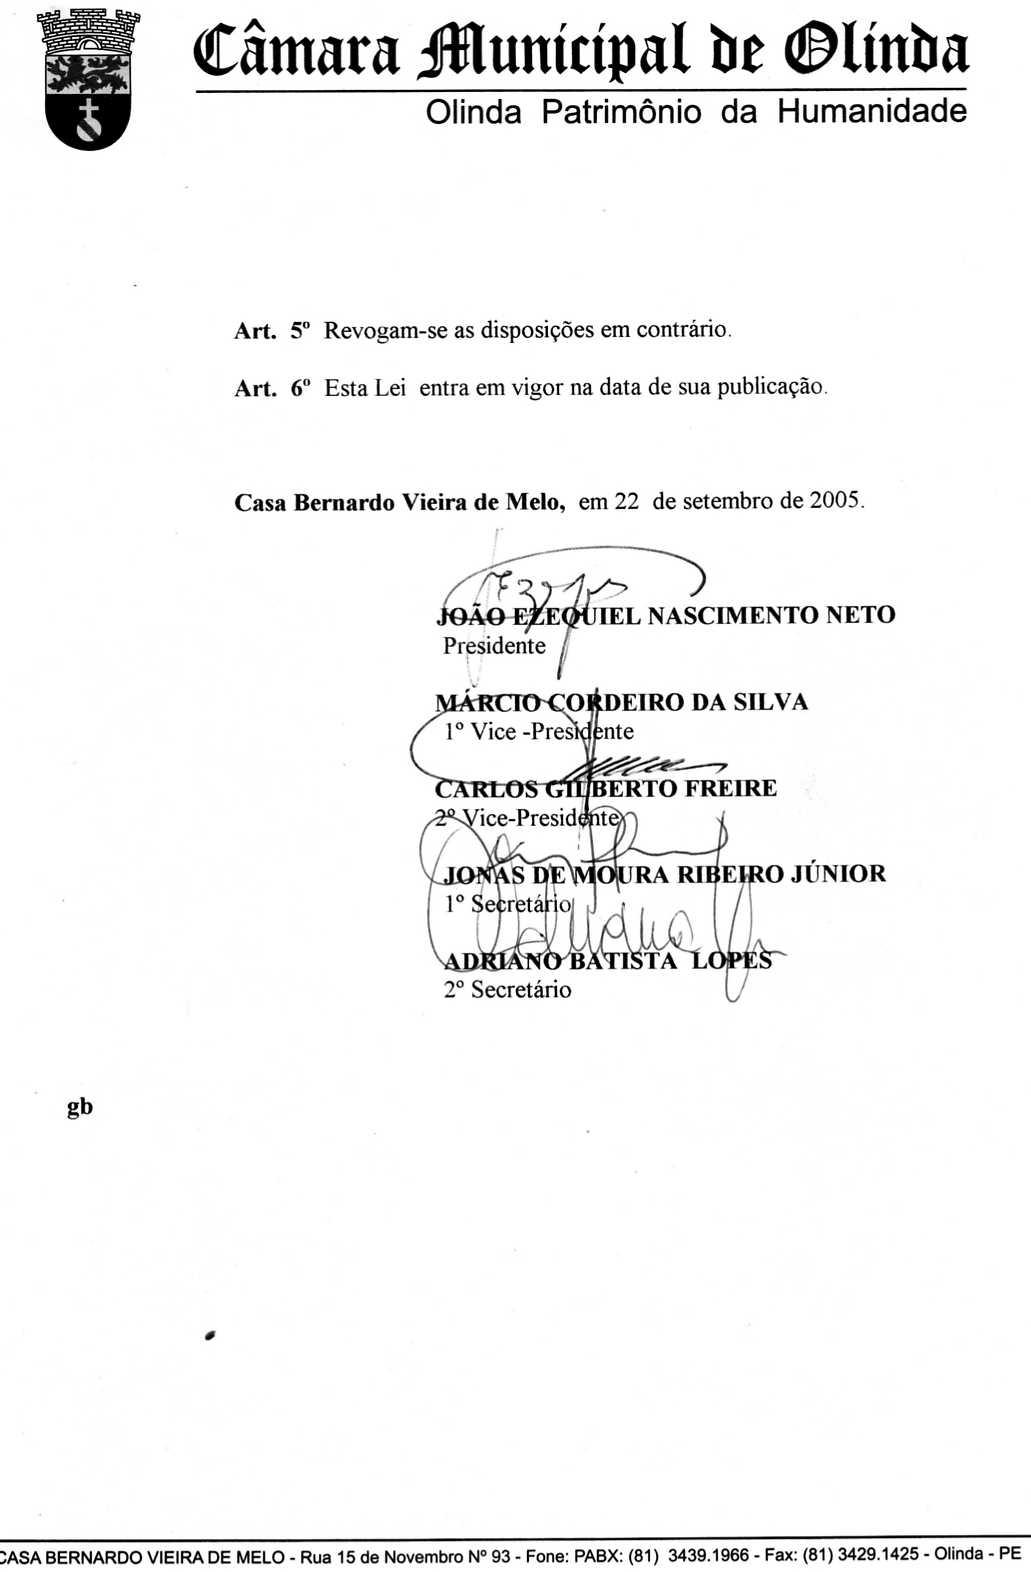 Câmara Municipal de Olinda
Olinda Patrimônio da Humanidade
Art. 5º Revogam-se as disposições em contrário.
Art. 6º Esta Lei entra em vigor na data de sua publicação.
Casa Bernardo Vieira de Melo, em 22 de setembro de 2005.
JOÃO EZEQUIEL NASCIMENTO NETO
Presidente
MÁRCIO CORDEIRO DA SILVA
1º Vice -Presidente
CARLOS GILBERTO FREIRE
2º Vice-Presidente
JONAS DE MOURA RIBEIRO JÚNIOR
1º Secretário
ADRIANO BATISTA LOPES
2º Secretário
gb
CASA BERNARDO VIEIRA DE MELO - Rua 15 de Novembro Nº 93 - Fone: PABX: (81) 3439.1966 - Fax: (81) 3429.1425 - Olinda - PE